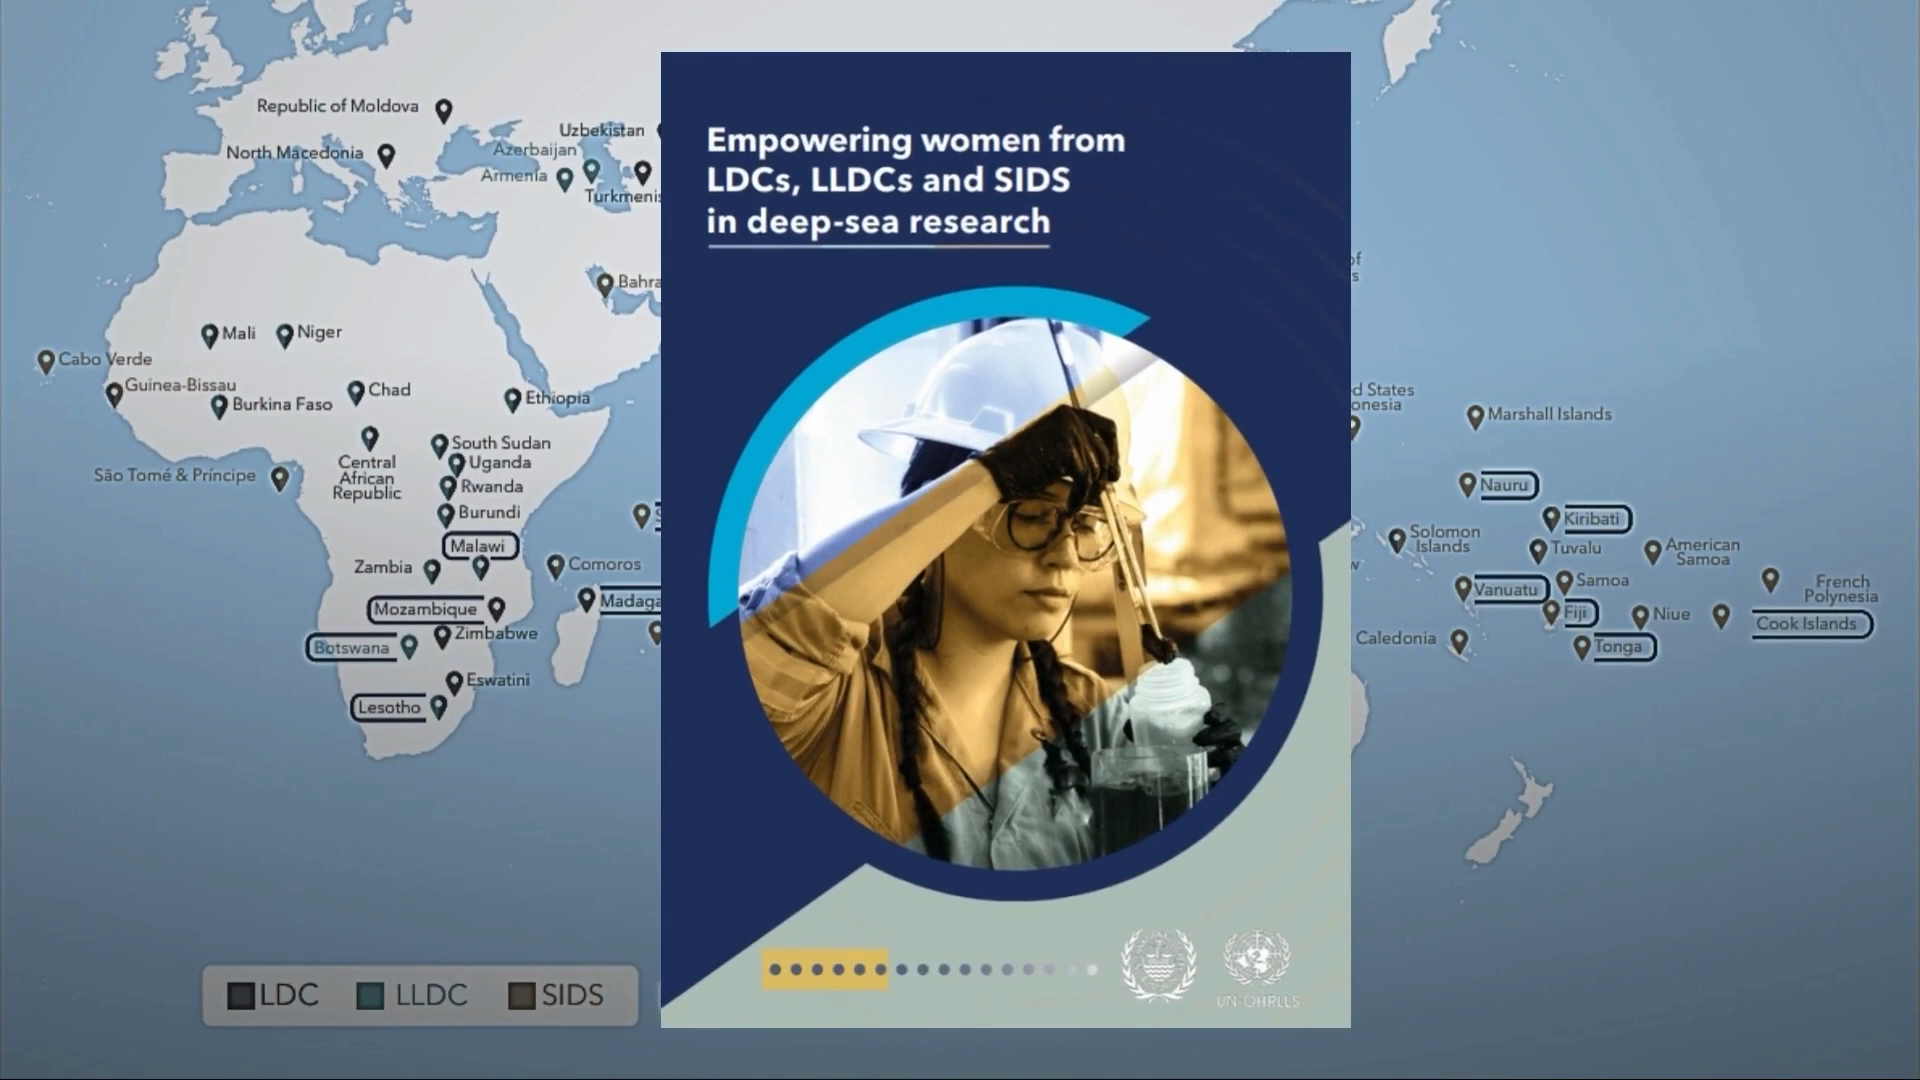 Empowering women from
LDCs, LLDCs and SIDS
in deep-sea research
UN-OHRLLS
Republic of Moldova
North Macedonia
Uzbekistan
Azerbaijan
Armenia
Mali
Niger
Cabo Verde
Guinea-Bissau
Burkina Faso
Chad
Ethiopia
São Tomé & Príncipe
Central
African
Republic
South Sudan
Uganda
Rwanda
Burundi
Malawi
Zambia
Comoros
Mozambique
Botswana
Zimbabwe
Eswatini
Lesotho
Marshall Islands
Nauru
Kiribati
Solomon
Islands
Tuvalu
American
Samoa
Vanuatu
Samoa
French
Polynesia
Fiji
Niue
Cook Islands
Caledonia
Tonga
LDC
LLDC
SIDS